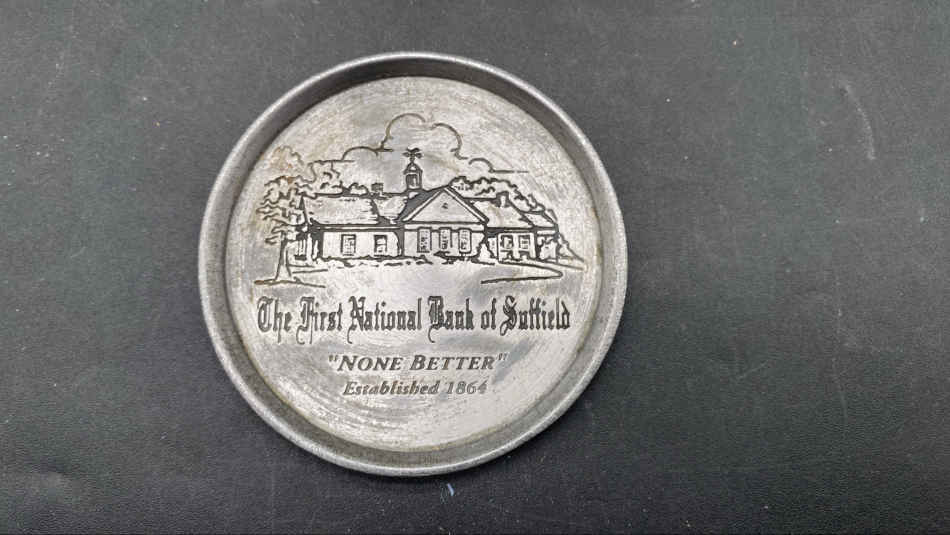 The First National Bank of Suffield
"NONE BETTER"
Established 1864